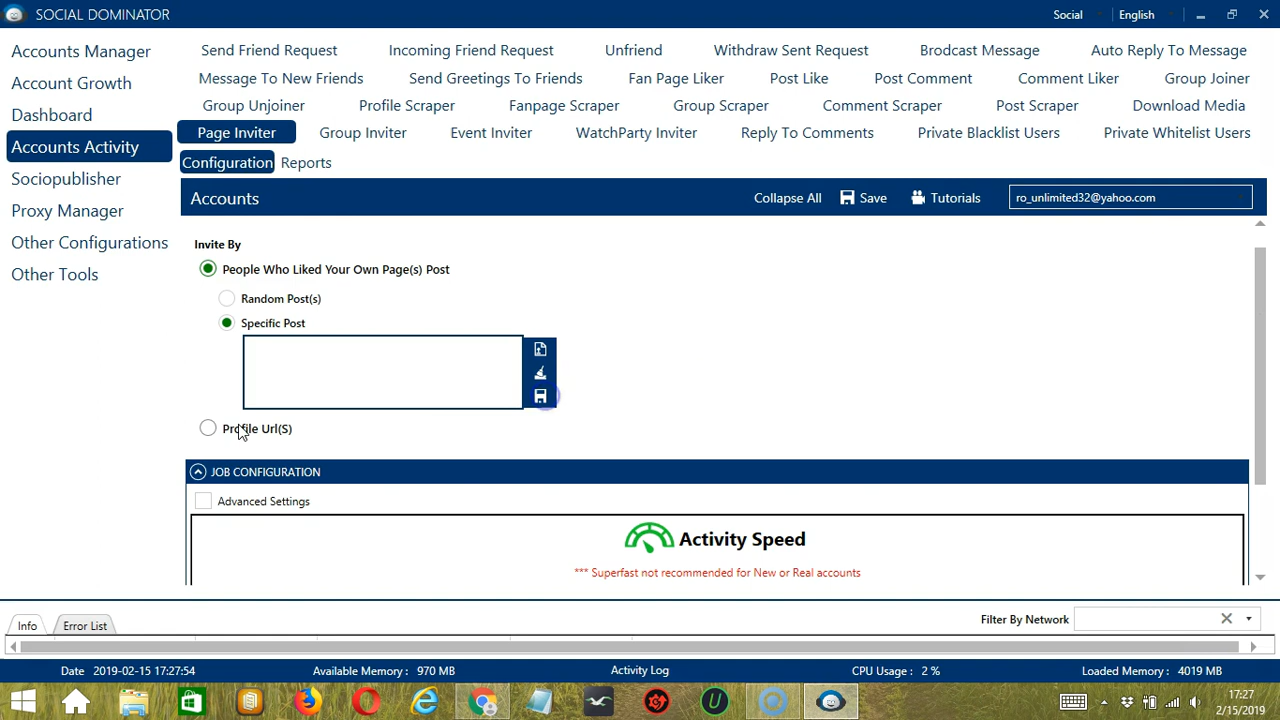 SOCIAL DOMINATOR
Social
English
Accounts Manager
Account Growth
Dashboard
Accounts Activity
Sociopublisher
Proxy Manager
Other Configurations
Other Tools
Send Friend Request
Incoming Friend Request
Unfriend
Withdraw Sent Request
Brodcast Message
Auto Reply To Message
Message To New Friends
Send Greetings To Friends
Fan Page Liker
Post Like
Post Comment
Comment Liker
Group Joiner
Group Unjoiner
Profile Scraper
Fanpage Scraper
Group Scraper
Comment Scraper
Post Scraper
Download Media
Page Inviter
Group Inviter
Event Inviter
WatchParty Inviter
Reply To Comments
Private Blacklist Users
Private Whitelist Users
Configuration
Reports
Accounts
Collapse All
Save
Tutorials
ro_unlimited32@yahoo.com
Invite By
People Who Liked Your Own Page(s) Post
Random Post(s)
Specific Post
Profile Url(S)
JOB CONFIGURATION
Advanced Settings
Activity Speed
*** Superfast not recommended for New or Real accounts
Info
Error List
Filter By Network
Date 2019-02-15 17:27:54
Available Memory : 970 MB
Activity Log
CPU Usage : 2 %
Loaded Memory : 4019 MB
17:27
2/15/2019